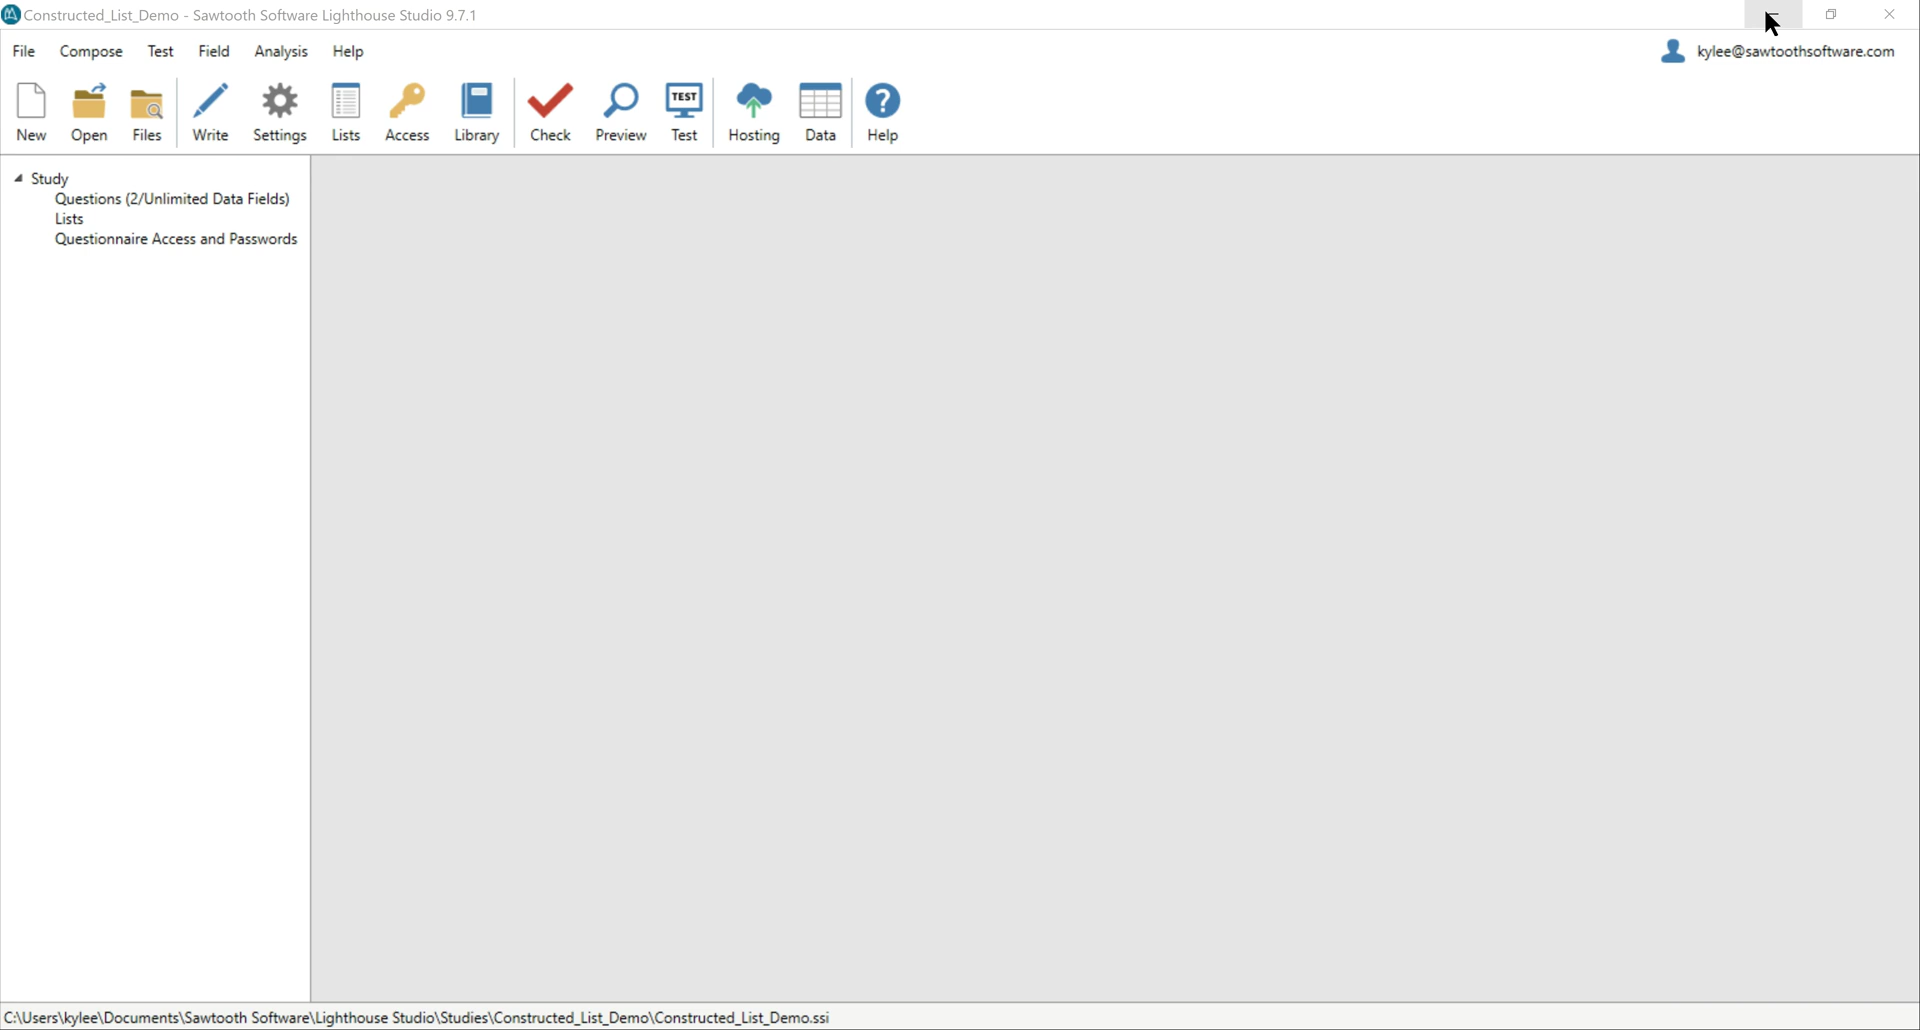 Constructed_List_Demo - Sawtooth Software Lighthouse Studio 9.7.1
File Compose Test Field Analysis Help
kylee@sawtoothsoftware.com
TEST
New Open Files Write Settings Lists Access Library Check Preview Test Hosting Data Help
Study
Questions (2/Unlimited Data Fields)
Lists
Questionnaire Access and Passwords
C:\Users\kylee\Documents\Sawtooth Software\Lighthouse Studio\Studies\Constructed_List_Demo\Constructed_List_Demo.ssi